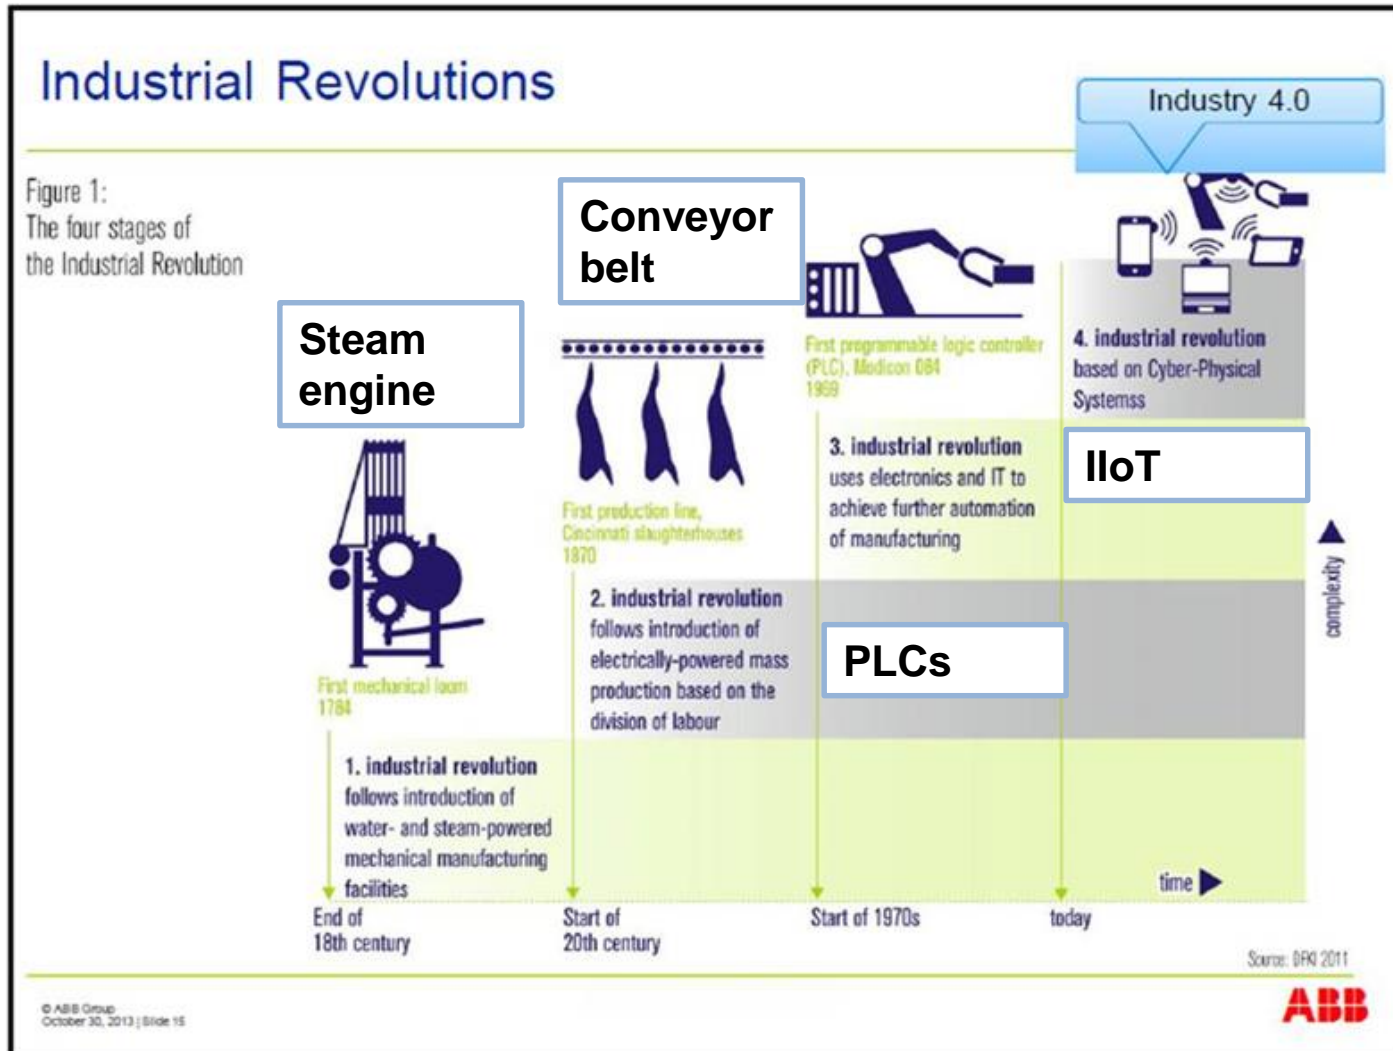 Industrial Revolutions
Industry 4.0
Figure 1:
The four stages of
the Industrial Revolution
Conveyor
belt
Steam
engine
First programmable logic controller
(PLC), Modicon 084
1969
4. industrial revolution
based on Cyber-Physical
Systemss
3. industrial revolution
uses electronics and IT to
achieve further automation
of manufacturing
IIoT
First production line,
Cincinnati slaughterhouses
1870
2. industrial revolution
follows introduction of
electrically-powered mass
production based on the
division of labour
PLCs
complexity
First mechanical loom
1784
1. industrial revolution
follows introduction of
water- and steam-powered
mechanical manufacturing
facilities
time
End of
18th century
Start of
20th century
Start of 1970s
today
Source: DFKI 2011
© ABB Group
October 30, 2013 | Slide 15
ABB